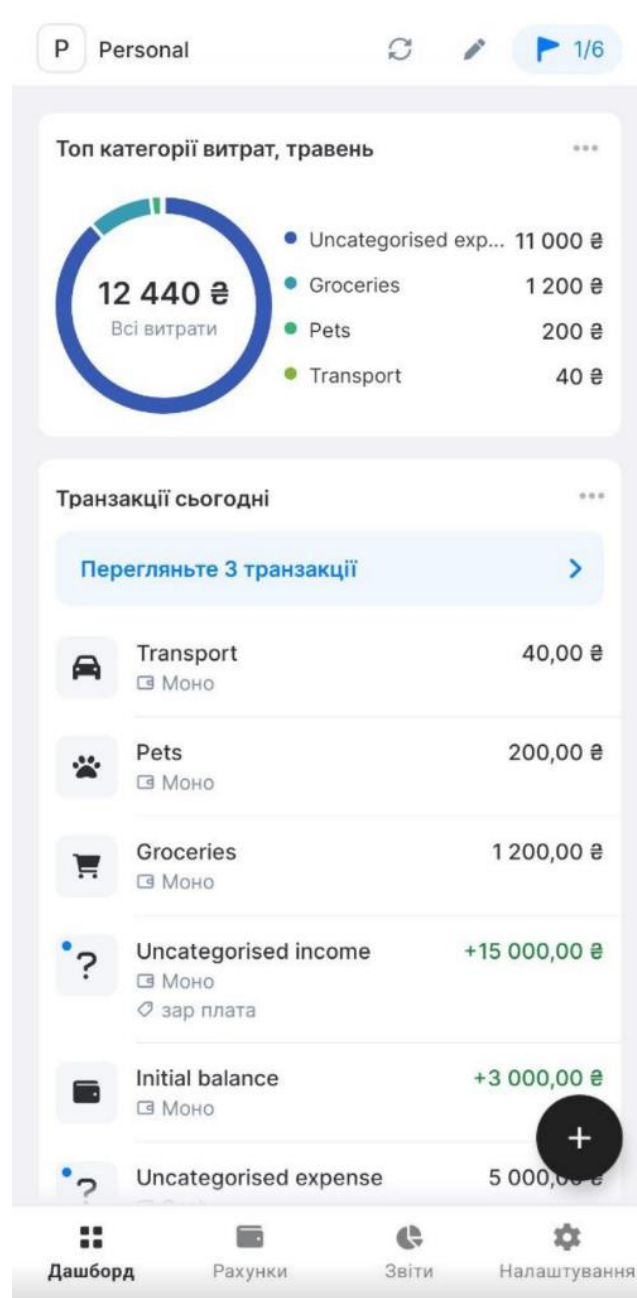 P Personal 1/6
Топ категорії витрат, травень
12 440 ₴
Всі витрати
Uncategorised exp... 11 000 ₴
Groceries 1 200 ₴
Pets 200 ₴
Transport 40 ₴
Транзакції сьогодні
Перегляньте 3 транзакції
Transport 40,00 ₴
Моно
Pets 200,00 ₴
Моно
Groceries 1 200,00 ₴
Моно
Uncategorised income +15 000,00 ₴
Моно
зар плата
Initial balance +3 000,00 ₴
Моно
Uncategorised expense 5 000,
Дашборд Рахунки Звіти Налаштування